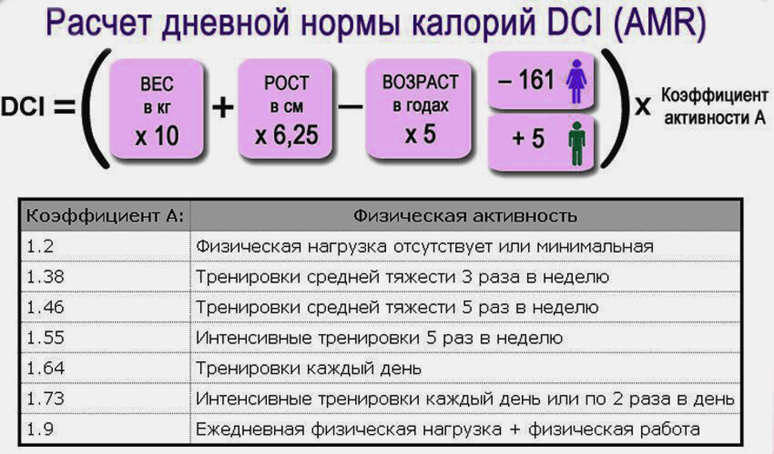 Расчет дневной нормы калорий DCI (AMR)
DCI = ( ВЕС в кг х 10 + РОСТ в см х 6,25 − ВОЗРАСТ в годах х 5 − 161 + 5 ) х Коэффициент активности А
Коэффициент А: Физическая активность
1.2 Физическая нагрузка отсутствует или минимальная
1.38 Тренировки средней тяжести 3 раза в неделю
1.46 Тренировки средней тяжести 5 раз в неделю
1.55 Интенсивные тренировки 5 раз в неделю
1.64 Тренировки каждый день
1.73 Интенсивные тренировки каждый день или по 2 раза в день
1.9 Ежедневная физическая нагрузка + физическая работа